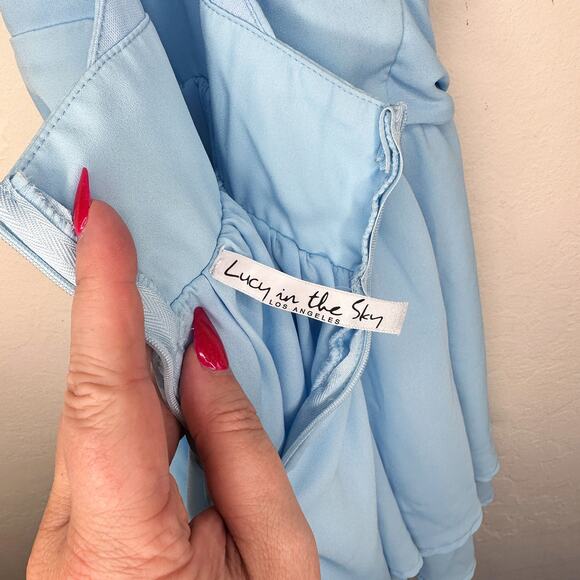 Lucy in the Sky
LOS ANGELES